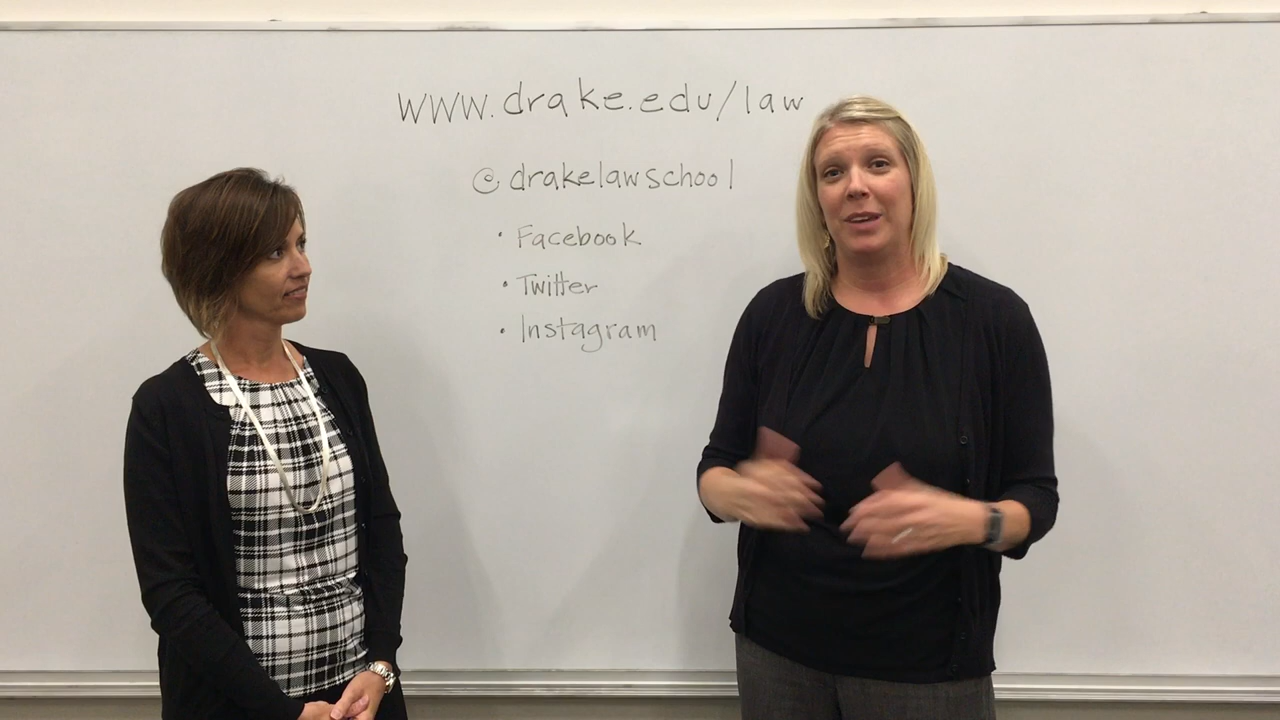 www.drake.edu/law
@drakelawschool
• Facebook
• Twitter
• Instagram